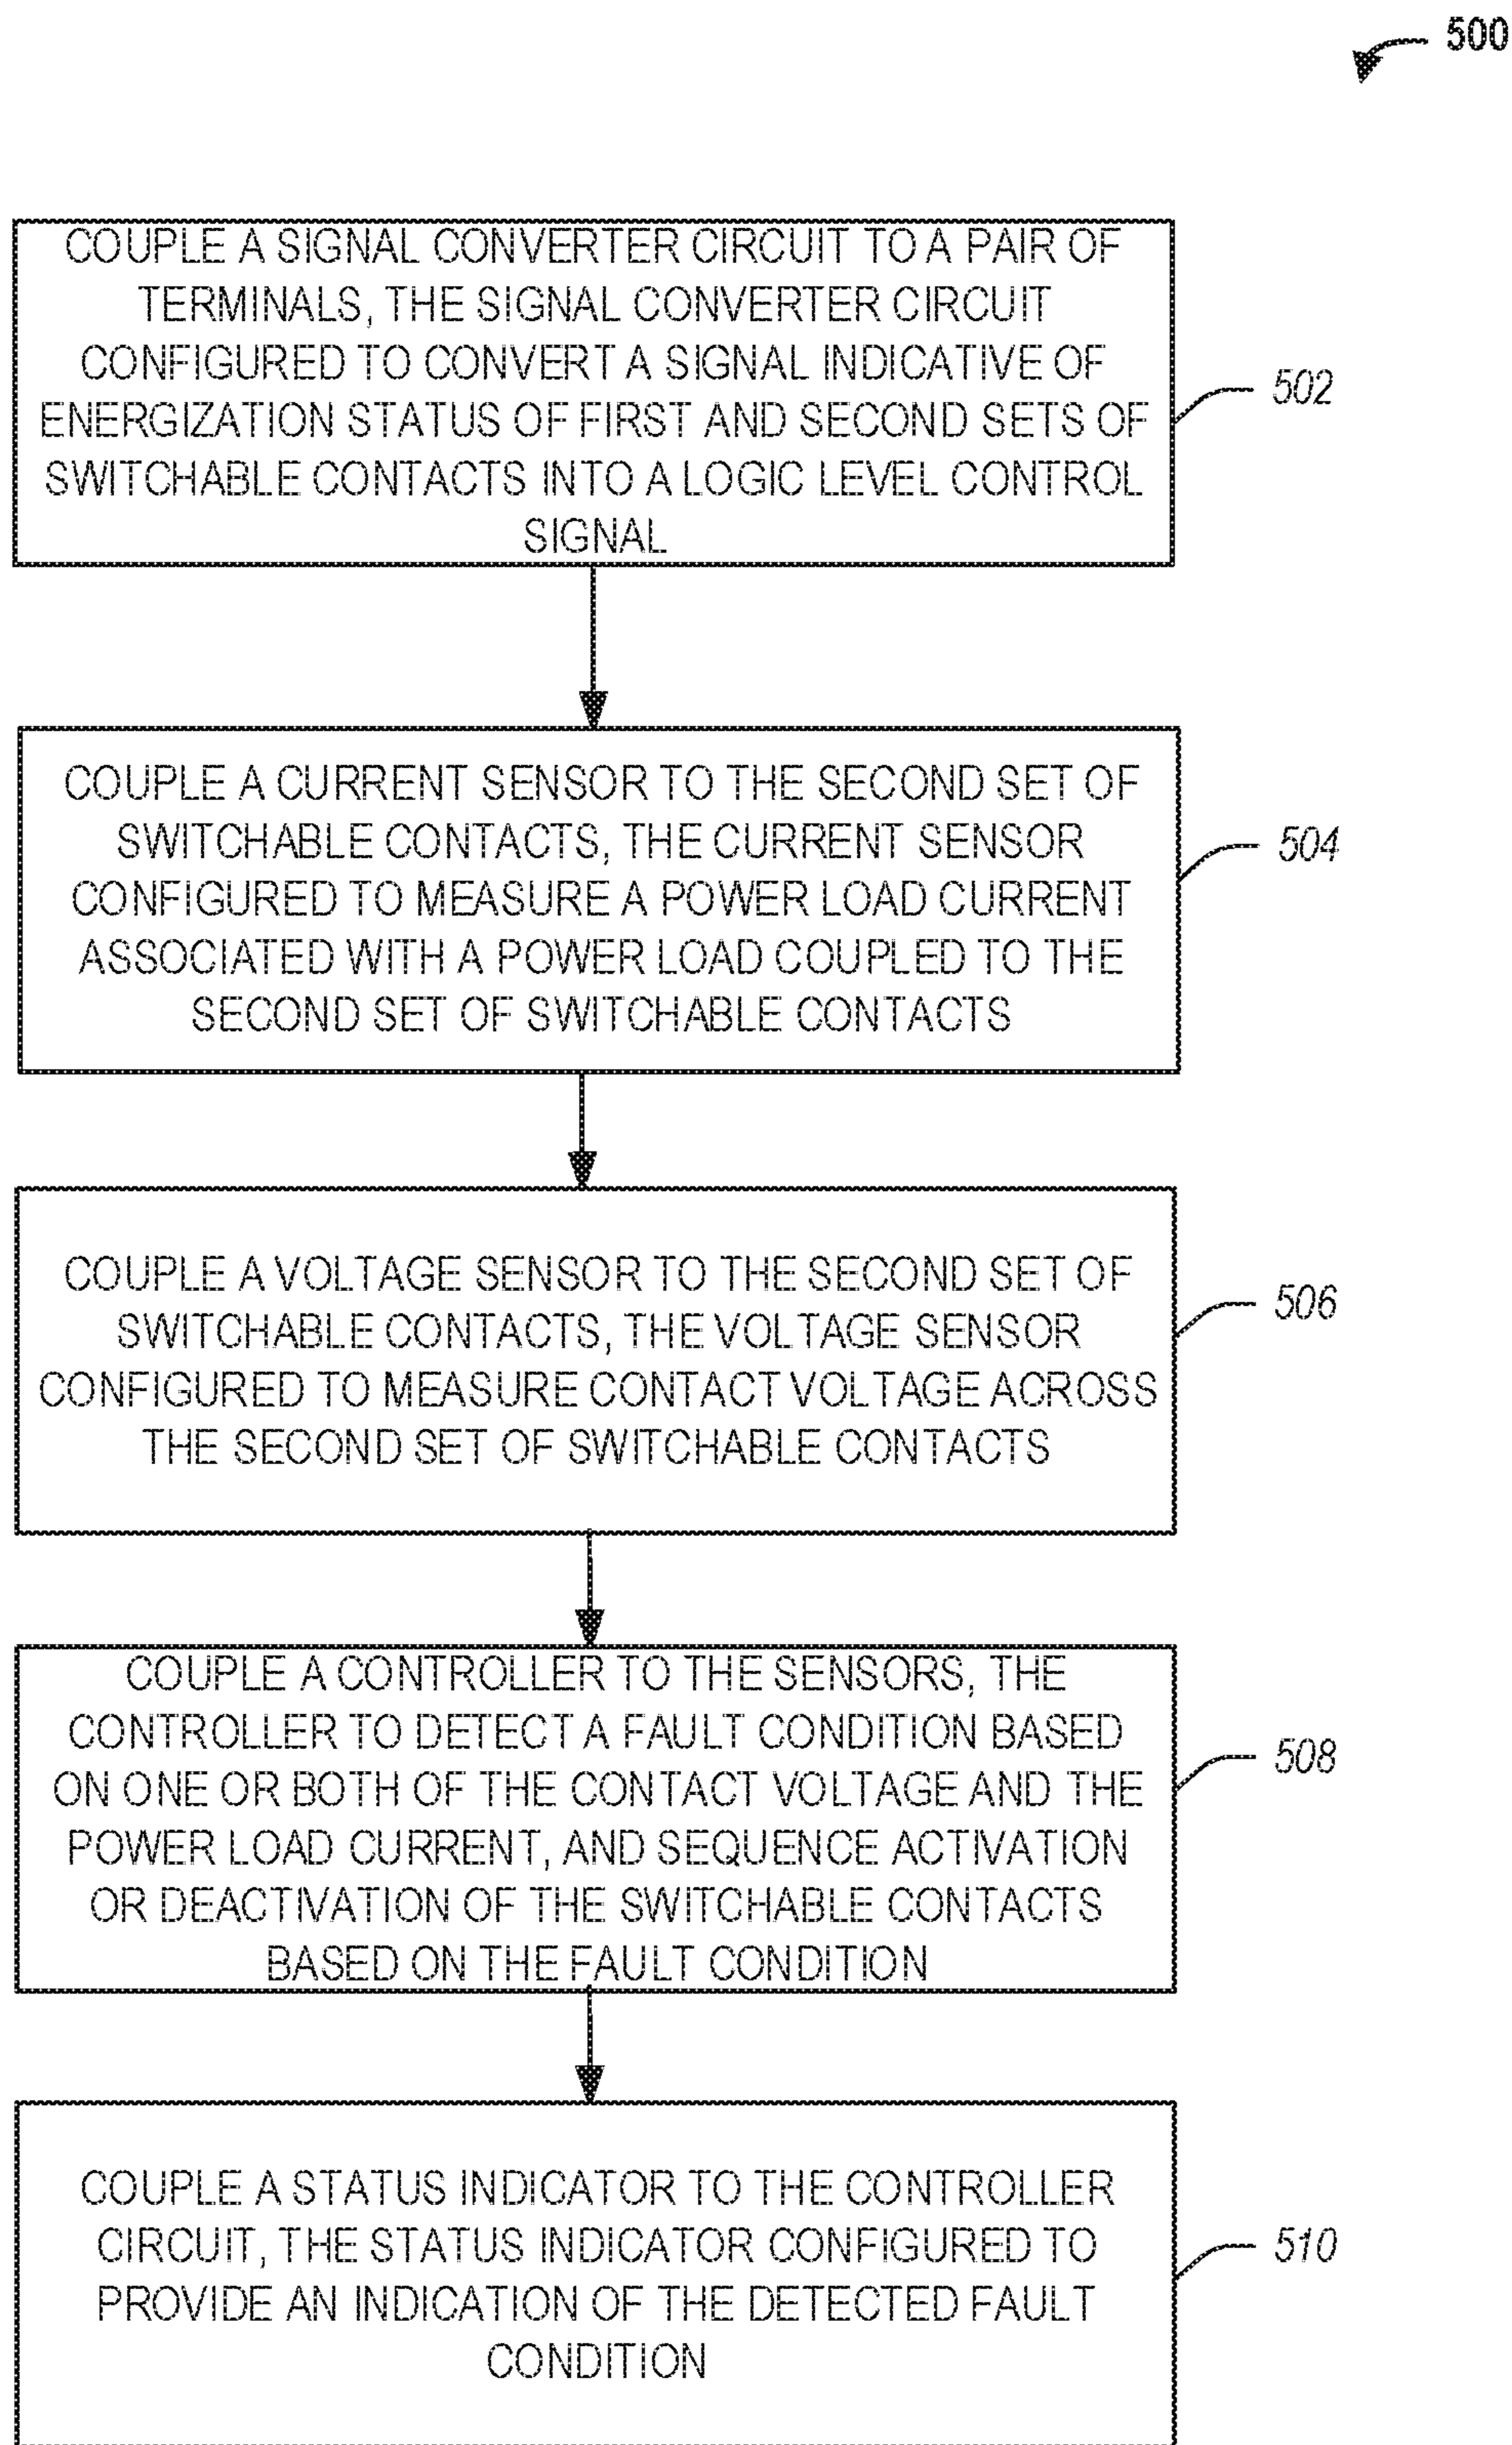 500
COUPLE A SIGNAL CONVERTER CIRCUIT TO A PAIR OF
TERMINALS, THE SIGNAL CONVERTER CIRCUIT
CONFIGURED TO CONVERT A SIGNAL INDICATIVE OF
ENERGIZATION STATUS OF FIRST AND SECOND SETS OF
SWITCHABLE CONTACTS INTO A LOGIC LEVEL CONTROL
SIGNAL
502
COUPLE A CURRENT SENSOR TO THE SECOND SET OF
SWITCHABLE CONTACTS, THE CURRENT SENSOR
CONFIGURED TO MEASURE A POWER LOAD CURRENT
ASSOCIATED WITH A POWER LOAD COUPLED TO THE
SECOND SET OF SWITCHABLE CONTACTS
504
COUPLE A VOLTAGE SENSOR TO THE SECOND SET OF
SWITCHABLE CONTACTS, THE VOLTAGE SENSOR
CONFIGURED TO MEASURE CONTACT VOLTAGE ACROSS
THE SECOND SET OF SWITCHABLE CONTACTS
506
COUPLE A CONTROLLER TO THE SENSORS, THE
CONTROLLER TO DETECT A FAULT CONDITION BASED
ON ONE OR BOTH OF THE CONTACT VOLTAGE AND THE
POWER LOAD CURRENT, AND SEQUENCE ACTIVATION
OR DEACTIVATION OF THE SWITCHABLE CONTACTS
BASED ON THE FAULT CONDITION
508
COUPLE A STATUS INDICATOR TO THE CONTROLLER
CIRCUIT, THE STATUS INDICATOR CONFIGURED TO
PROVIDE AN INDICATION OF THE DETECTED FAULT
CONDITION
510